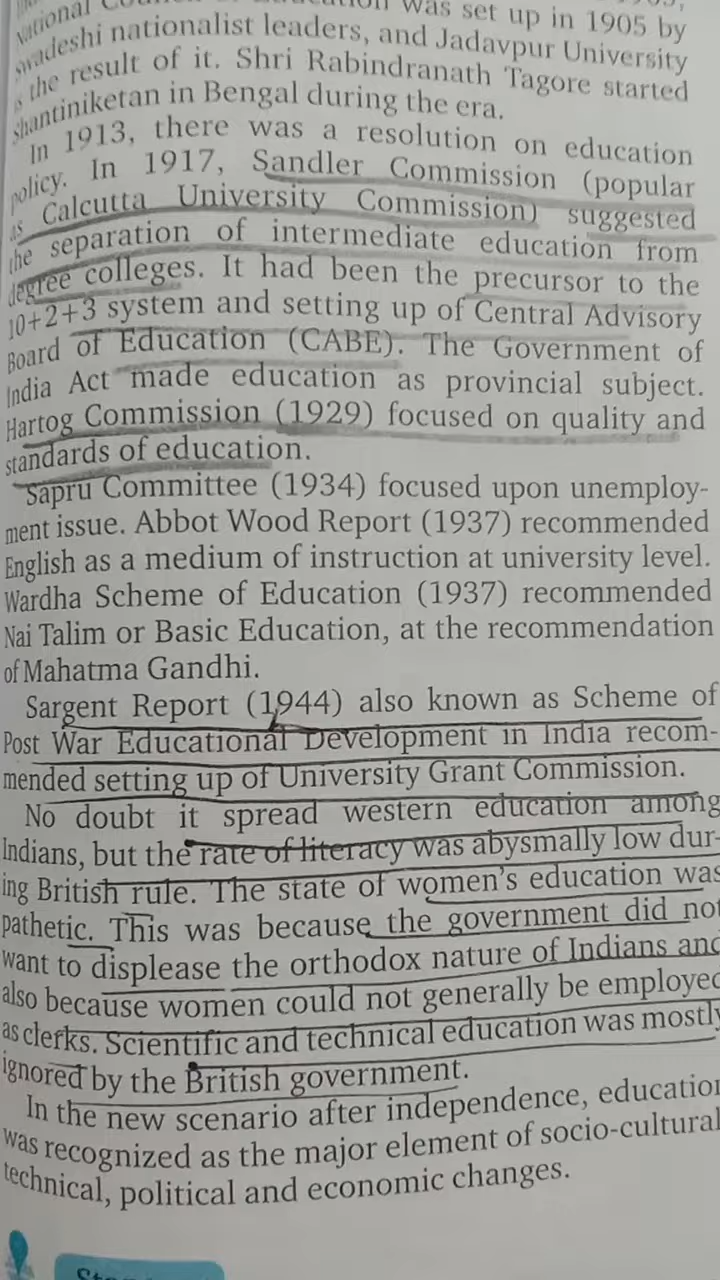 was set up in 1905 by
swadeshi nationalist leaders, and Jadavpur University
the result of it. Shri Rabindranath Tagore started
Shantiniketan in Bengal during the era.
In 1913, there was a resolution on education
policy. In 1917, Sandler Commission (popular
as Calcutta University Commission) suggested
the separation of intermediate education from
degree colleges. It had been the precursor to the
10+2+3 system and setting up of Central Advisory
Board of Education (CABE). The Government of
India Act made education as provincial subject.
Hartog Commission (1929) focused on quality and
standards of education.
Sapru Committee (1934) focused upon unemploy-
ment issue. Abbot Wood Report (1937) recommended
English as a medium of instruction at university level.
Wardha Scheme of Education (1937) recommended
Nai Talim or Basic Education, at the recommendation
of Mahatma Gandhi.
Sargent Report (1944) also known as Scheme of
Post War Educational Development in India recom-
mended setting up of University Grant Commission.
No doubt it spread western education among
Indians, but the rate of literacy was abysmally low dur-
ing British rule. The state of women's education was
pathetic. This was because the government did not
want to displease the orthodox nature of Indians and
also because women could not generally be employed
as clerks. Scientific and technical education was mostly
ignored by the British government.
In the new scenario after independence, education
was recognized as the major element of socio-cultural
technical, political and economic changes.